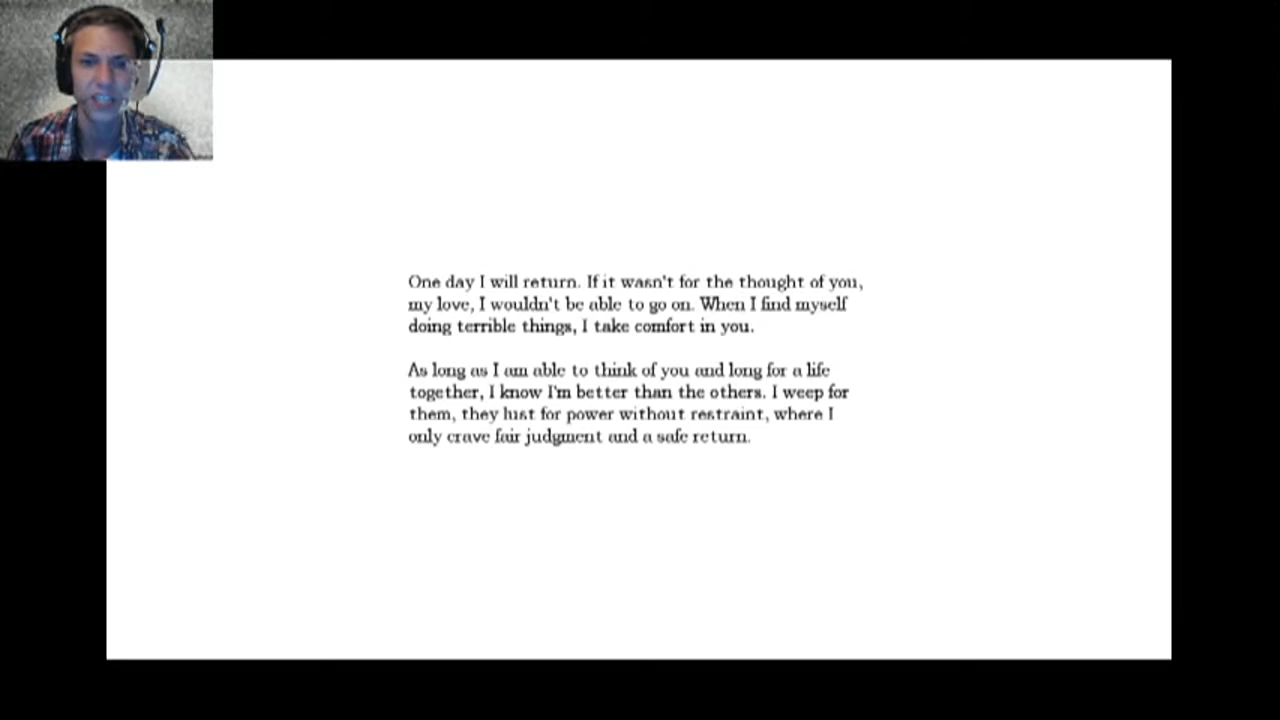 One day I will return. If it wasn't for the thought of you,
my love, I wouldn't be able to go on. When I find myself
doing terrible things, I take comfort in you.
As long as I am able to think of you and long for a life
together, I know I'm better than the others. I weep for
them, they lust for power without restraint, where I
only crave fair judgment and a safe return.